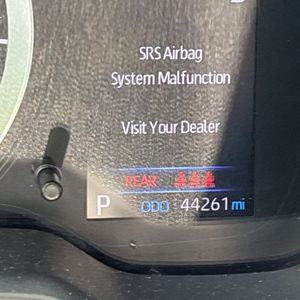 SRS Airbag
System Malfunction
Visit Your Dealer
REAR
P ODO 44261 mi